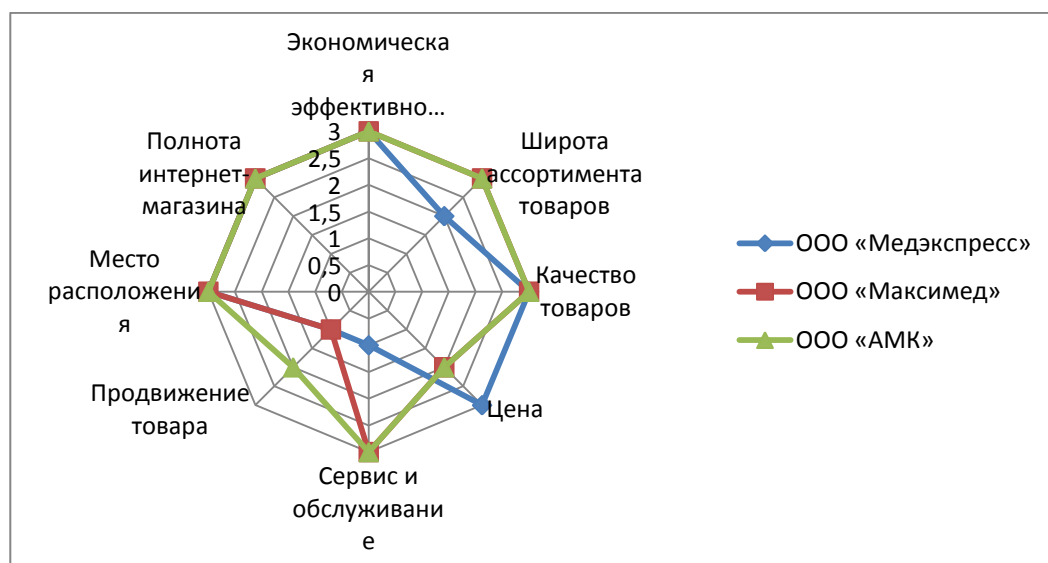 Экономическа
я
эффективно...
Широта
ассортимента
товаров
Качество
товаров
Цена
Сервис и
обслуживани
е
Продвижение
товара
Место
расположени
я
Полнота
интернет-
магазина
3
2,5
2
1,5
1
0,5
0
ООО «Медэкспресс»
ООО «Максимед»
ООО «АМК»